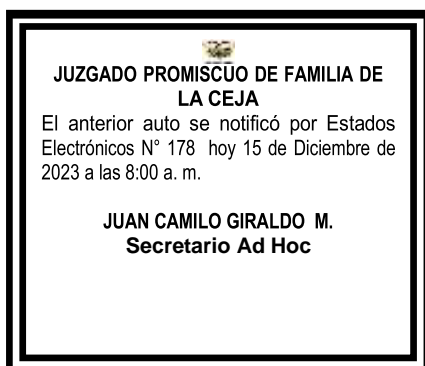 JUZGADO PROMISCUO DE FAMILIA DE
LA CEJA
El anterior auto se notificó por Estados
Electrónicos N° 178 hoy 15 de Diciembre de
2023 a las 8:00 a. m.
JUAN CAMILO GIRALDO M.
Secretario Ad Hoc